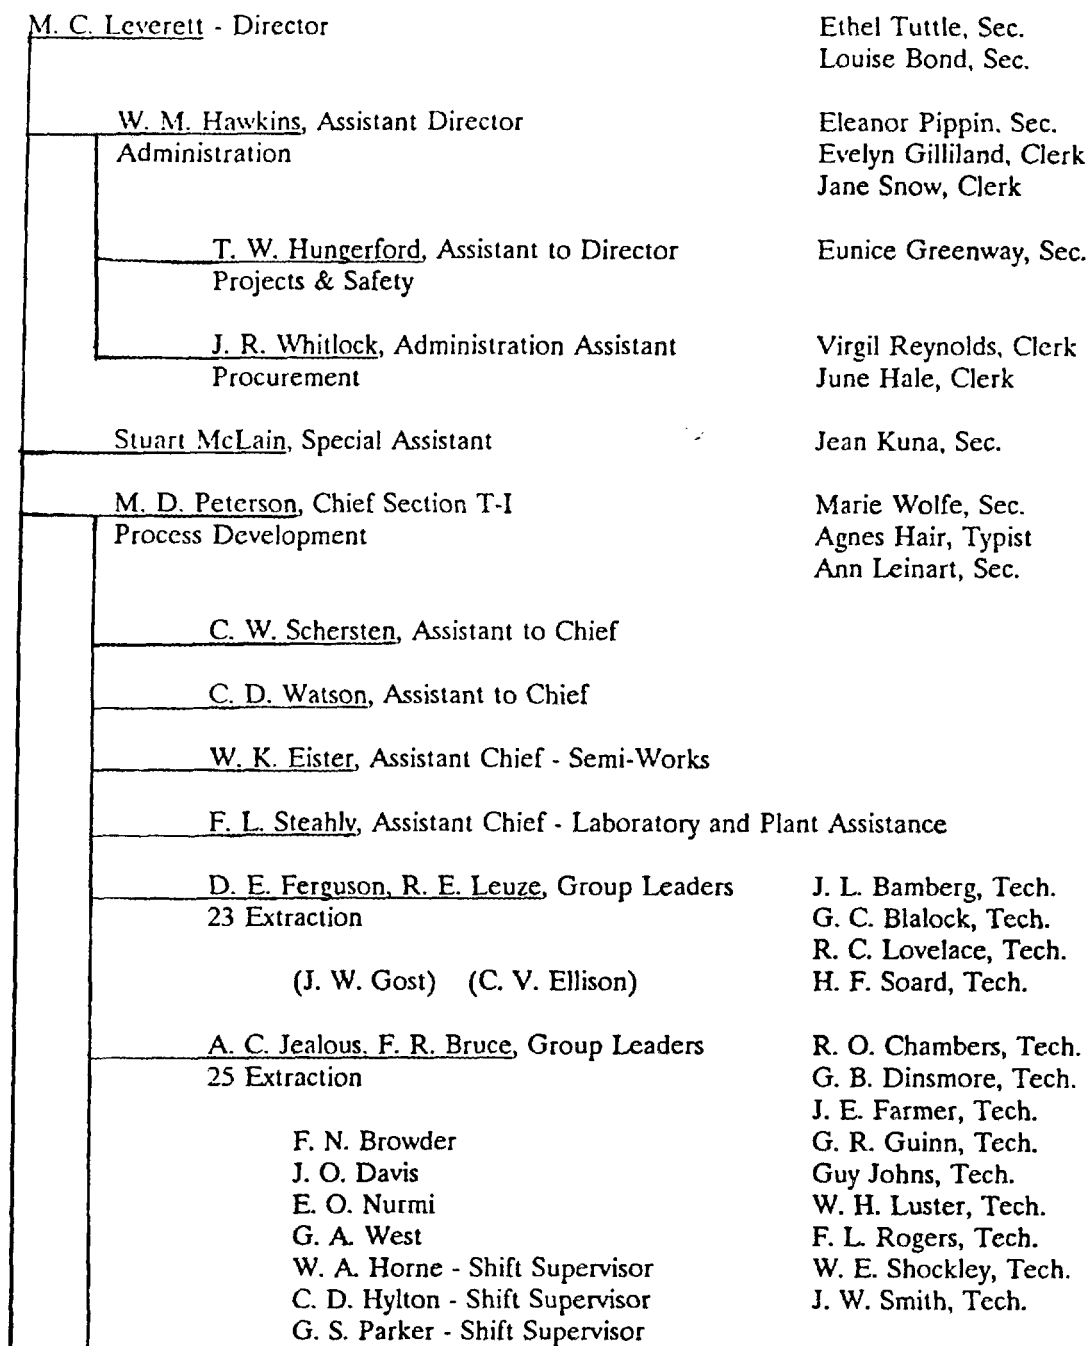 M. C. Leverett - Director Ethel Tuttle, Sec.
Louise Bond, Sec.
W. M. Hawkins, Assistant Director Eleanor Pippin. Sec.
Administration Evelyn Gilliland, Clerk
Jane Snow, Clerk
T. W. Hungerford, Assistant to Director Eunice Greenway, Sec.
Projects & Safety
J. R. Whitlock, Administration Assistant Virgil Reynolds, Clerk
Procurement June Hale, Clerk
Stuart McLain, Special Assistant Jean Kuna, Sec.
M. D. Peterson, Chief Section T-I Marie Wolfe, Sec.
Process Development Agnes Hair, Typist
Ann Leinart, Sec.
C. W. Schersten, Assistant to Chief
C. D. Watson, Assistant to Chief
W. K. Eister, Assistant Chief - Semi-Works
F. L. Steahly, Assistant Chief - Laboratory and Plant Assistance
D. E. Ferguson, R. E. Leuze, Group Leaders J. L. Bamberg, Tech.
23 Extraction G. C. Blalock, Tech.
R. C. Lovelace, Tech.
(J. W. Gost) (C. V. Ellison) H. F. Soard, Tech.
A. C. Jealous, F. R. Bruce, Group Leaders R. O. Chambers, Tech.
25 Extraction G. B. Dinsmore, Tech.
J. E. Farmer, Tech.
F. N. Browder G. R. Guinn, Tech.
J. O. Davis Guy Johns, Tech.
E. O. Nurmi W. H. Luster, Tech.
G. A. West F. L. Rogers, Tech.
W. A. Horne - Shift Supervisor W. E. Shockley, Tech.
C. D. Hylton - Shift Supervisor J. W. Smith, Tech.
G. S. Parker - Shift Supervisor